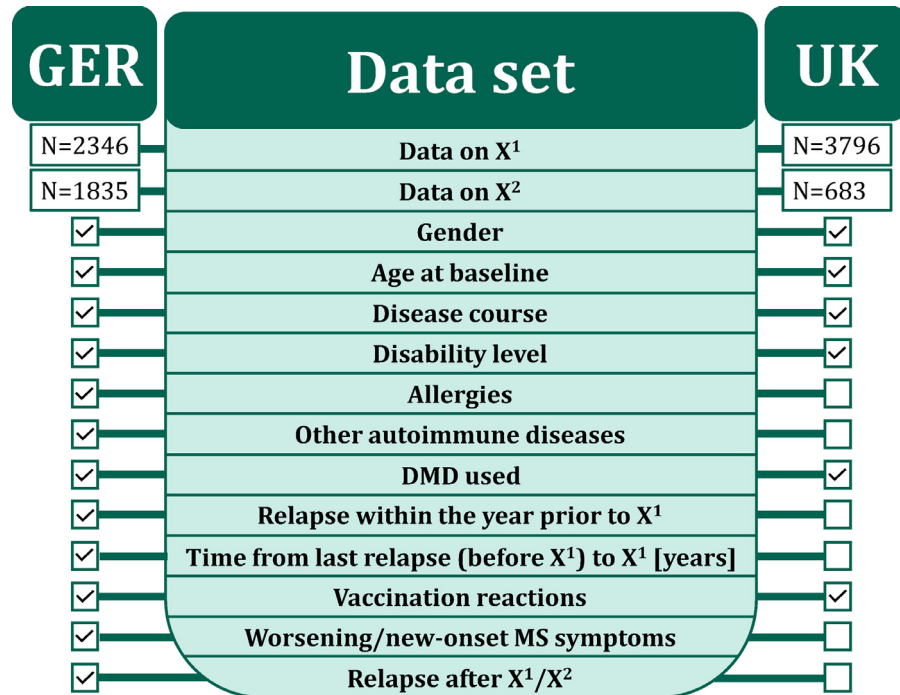 GER Data set UK
N=2346 Data on X¹ N=3796
N=1835 Data on X² N=683
Gender
Age at baseline
Disease course
Disability level
Allergies
Other autoimmune diseases
DMD used
Relapse within the year prior to X¹
Time from last relapse (before X¹) to X¹ [years]
Vaccination reactions
Worsening/new-onset MS symptoms
Relapse after X¹/X²